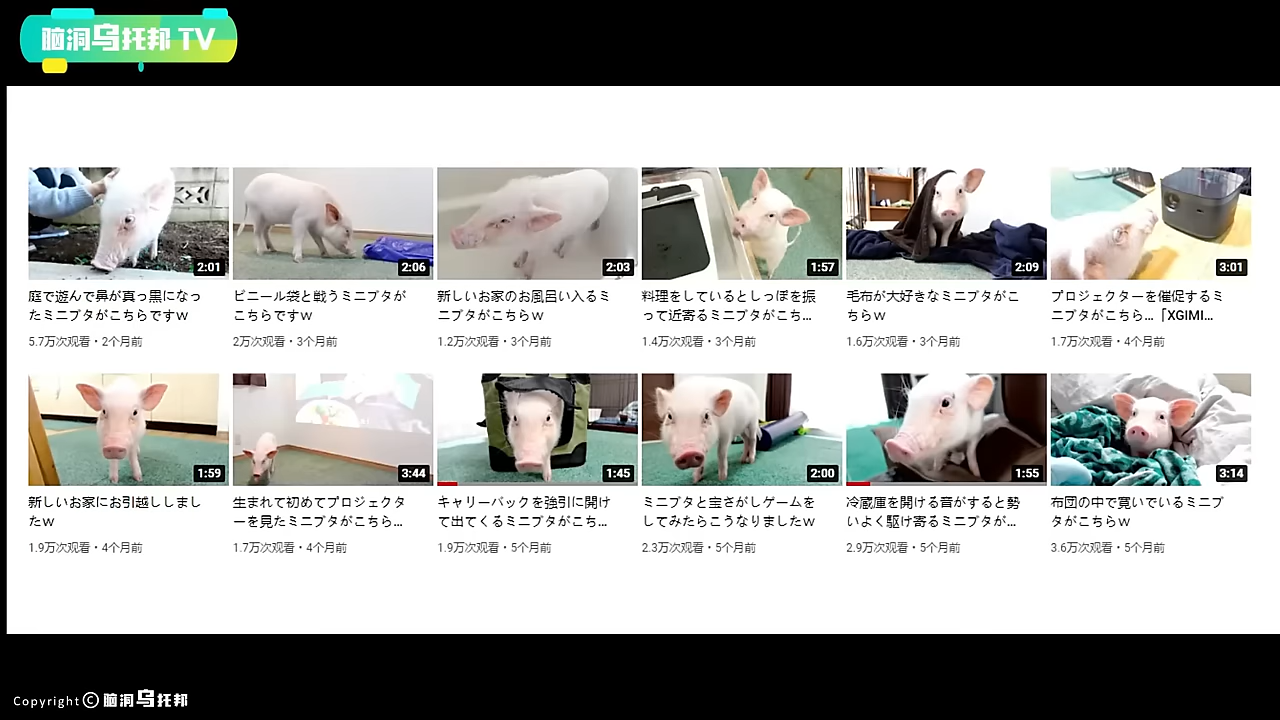 脑洞乌托邦 TV
2:01
2:06
2:03
1:57
2:09
3:01
庭で遊んで鼻が真っ黒になっ
たミニブタがこちらですｗ
5.7万次观看・2个月前
ビニール袋と戦うミニブタが
こちらですｗ
2万次观看・3个月前
新しいお家のお風呂い入るミ
ニブタがこちらｗ
1.2万次观看・3个月前
料理をしているとしっぽを振
って近寄るミニブタがこち...
1.4万次观看・3个月前
毛布が大好きなミニブタがこ
ちらｗ
1.6万次观看・3个月前
プロジェクターを催促するミ
ニブタがこちら...「XGIMI...
1.7万次观看・4个月前
1:59
3:44
1:45
2:00
1:55
3:14
新しいお家にお引越ししまし
たｗ
1.9万次观看・4个月前
生まれて初めてプロジェクタ
ーを見たミニブタがこちら...
1.7万次观看・4个月前
キャリーバックを強引に開け
て出てくるミニブタがこち...
1.9万次观看・5个月前
ミニブタと宝さがしゲームを
してみたらこうなりましたｗ
2.3万次观看・5个月前
冷蔵庫を開ける音がすると勢
いよく駆け寄るミニブタが...
2.9万次观看・5个月前
布団の中で寛いでいるミニブ
タがこちらｗ
3.6万次观看・5个月前
Copyright © 脑洞乌托邦